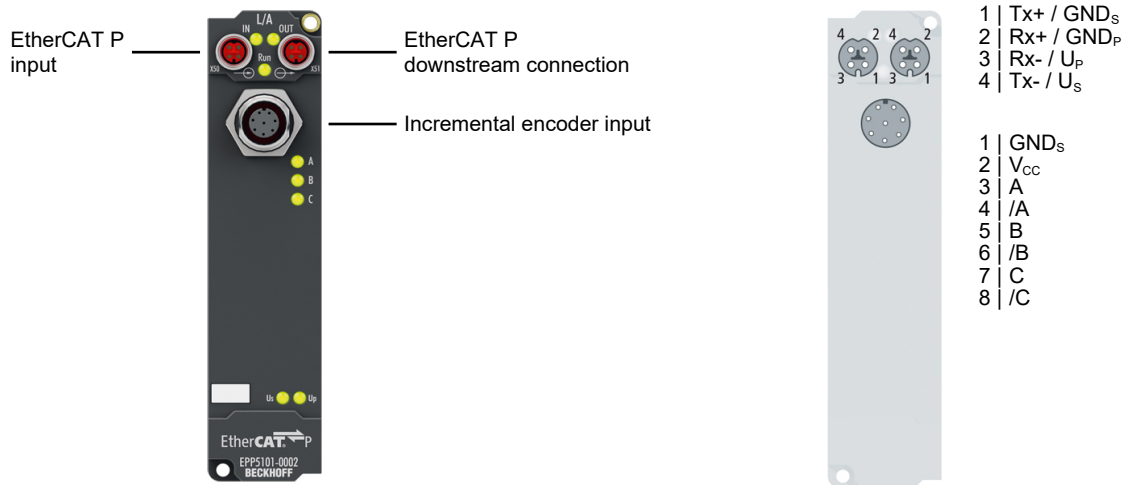 EtherCAT P
input
L/A
IN
OUT
Run
X50
X51
EtherCAT P
downstream connection
Incremental encoder input
A
B
C
Us
Up
EtherCAT P
EPP5101-0002
BECKHOFF
4 2 4 2
3 1 3 1
1 | Tx+ / GNDS
2 | Rx+ / GNDP
3 | Rx- / UP
4 | Tx- / US
1 | GNDS
2 | VCC
3 | A
4 | /A
5 | B
6 | /B
7 | C
8 | /C